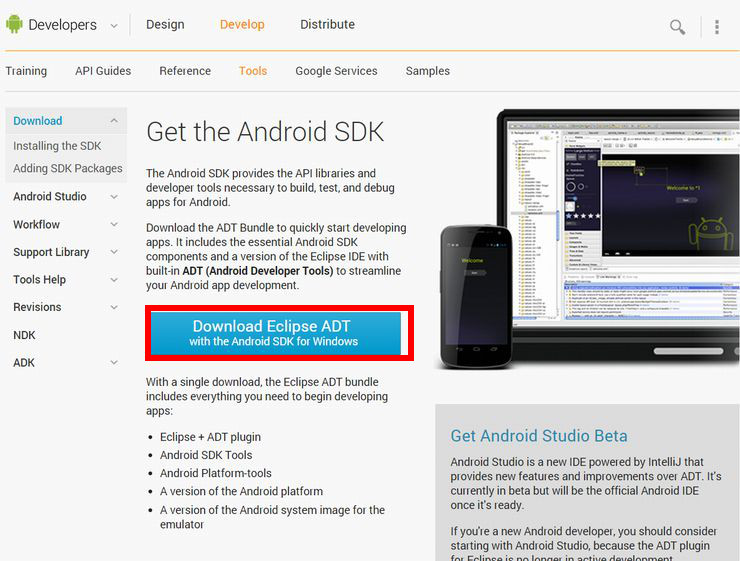 Developers
Design
Develop
Distribute
Training
API Guides
Reference
Tools
Google Services
Samples
Download
Installing the SDK
Adding SDK Packages
Android Studio
Workflow
Support Library
Tools Help
Revisions
NDK
ADK
Get the Android SDK
The Android SDK provides the API libraries and
developer tools necessary to build, test, and debug
apps for Android.
Download the ADT Bundle to quickly start developing
apps. It includes the essential Android SDK
components and a version of the Eclipse IDE with
built-in ADT (Android Developer Tools) to streamline
your Android app development.
Download Eclipse ADT
with the Android SDK for Windows
With a single download, the Eclipse ADT bundle
includes everything you need to begin developing
apps:
• Eclipse + ADT plugin
• Android SDK Tools
• Android Platform-tools
• A version of the Android platform
• A version of the Android system image for the
emulator
Welcome
Welcome to
Get Android Studio Beta
Android Studio is a new IDE powered by IntelliJ that
provides new features and improvements over ADT. It's
currently in beta but will be the official Android IDE
once it's ready.
If you're a new Android developer, you should consider
starting with Android Studio, because the ADT plugin
for Eclipse is no longer in active development.